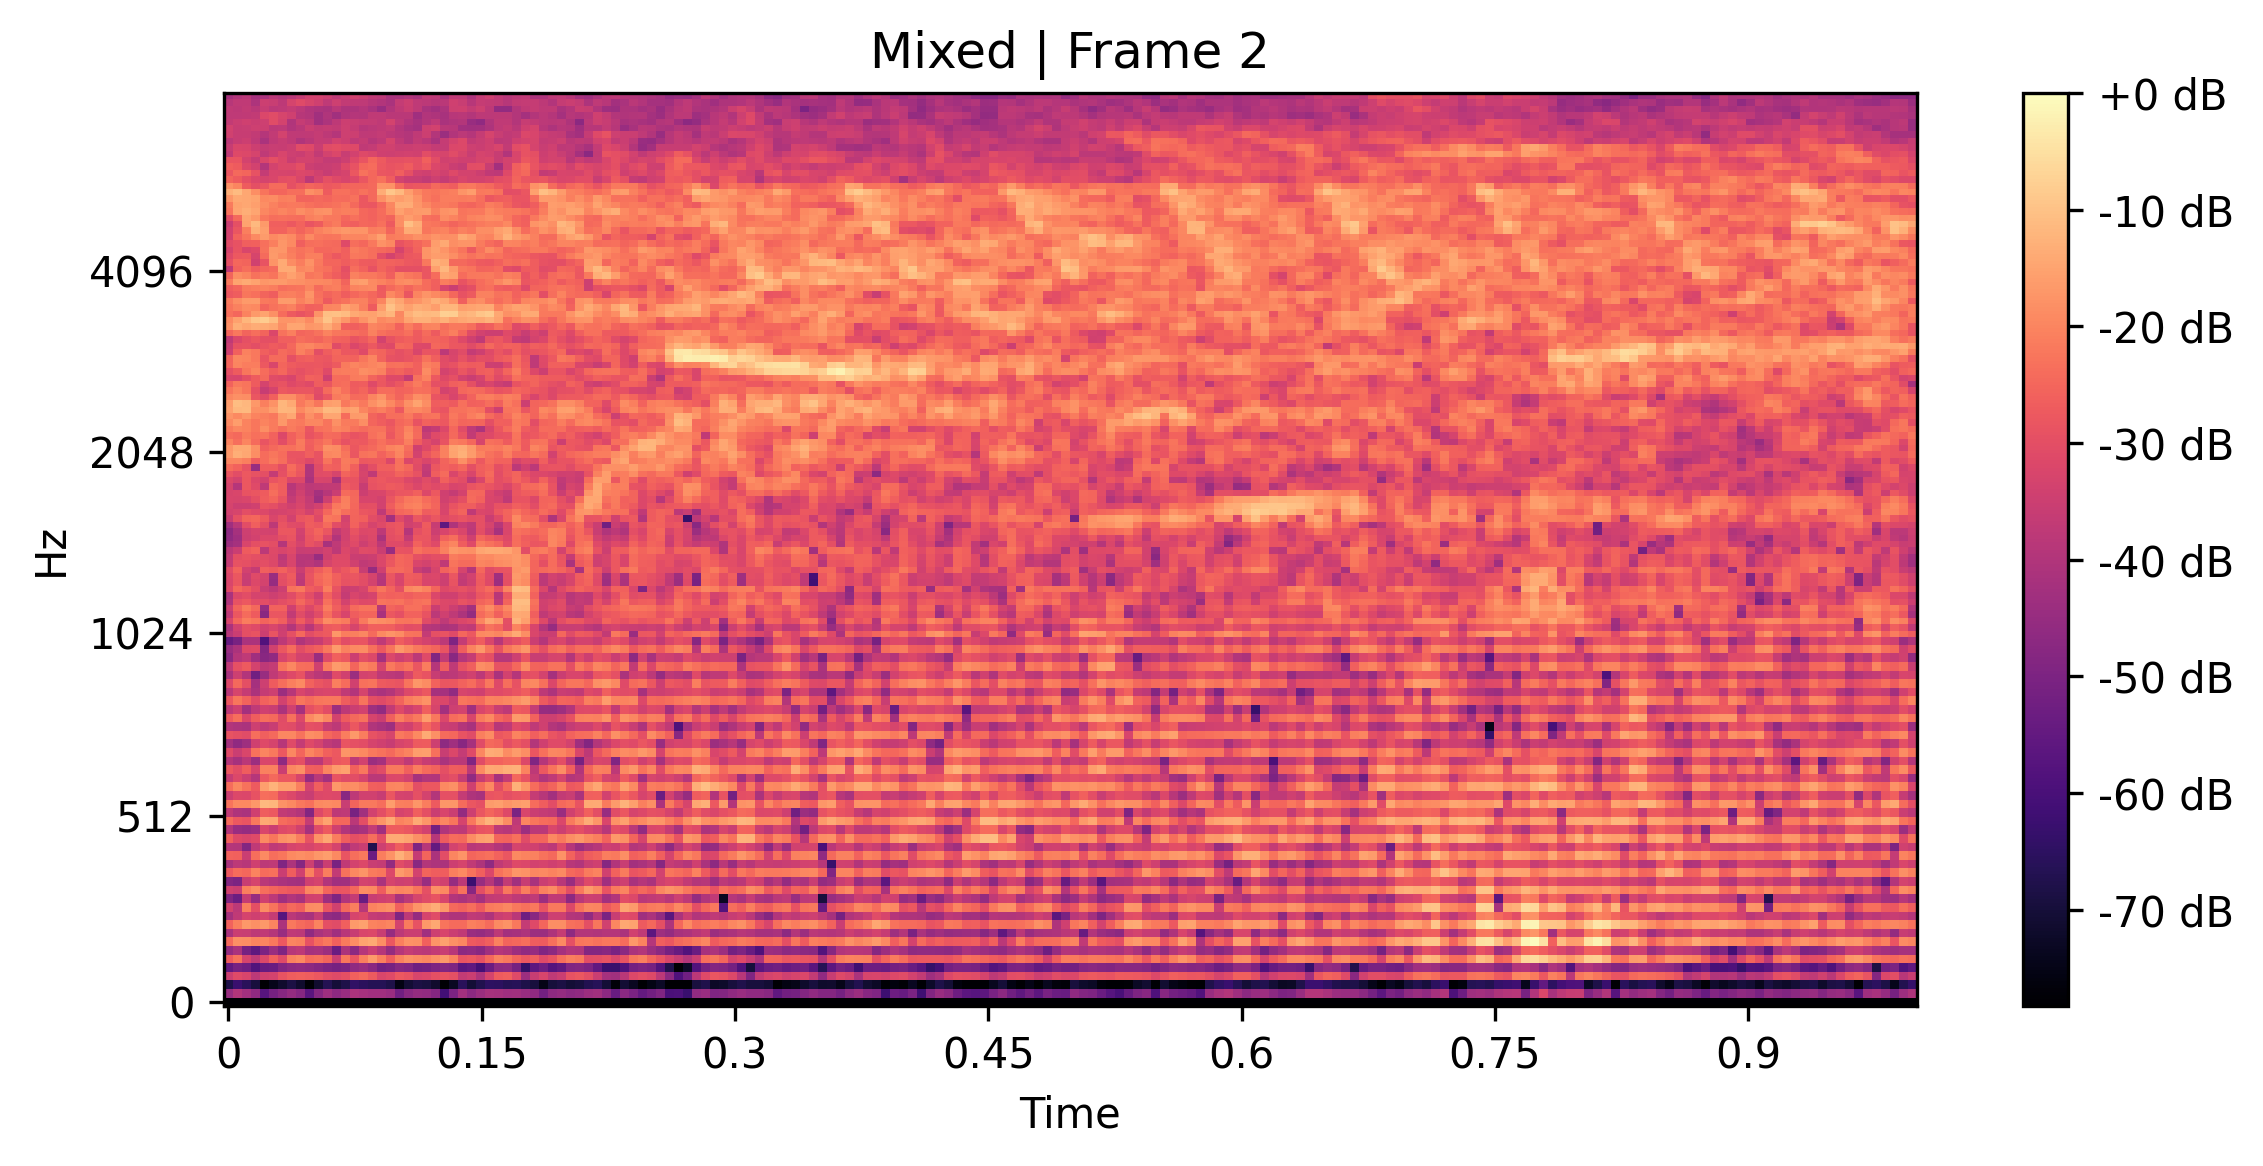 Mixed | Frame 2
+0 dB
-10 dB
-20 dB
-30 dB
-40 dB
-50 dB
-60 dB
-70 dB
4096
2048
1024
512
0
Hz
0 0.15 0.3 0.45 0.6 0.75 0.9
Time